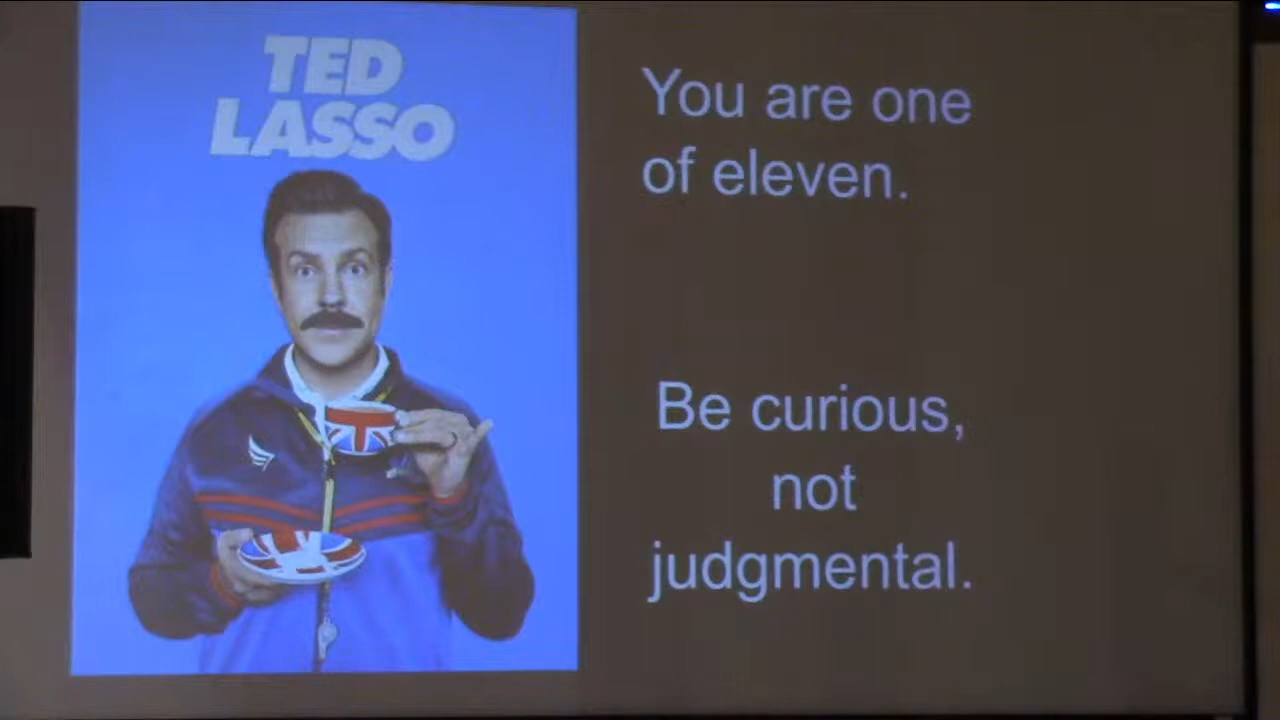 TED
LASSO
You are one
of eleven.
Be curious,
not
judgmental.